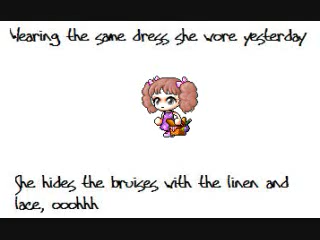 Wearing the same dress she wore yesterday
She hides the bruises with the linen and
lace, ooohhh